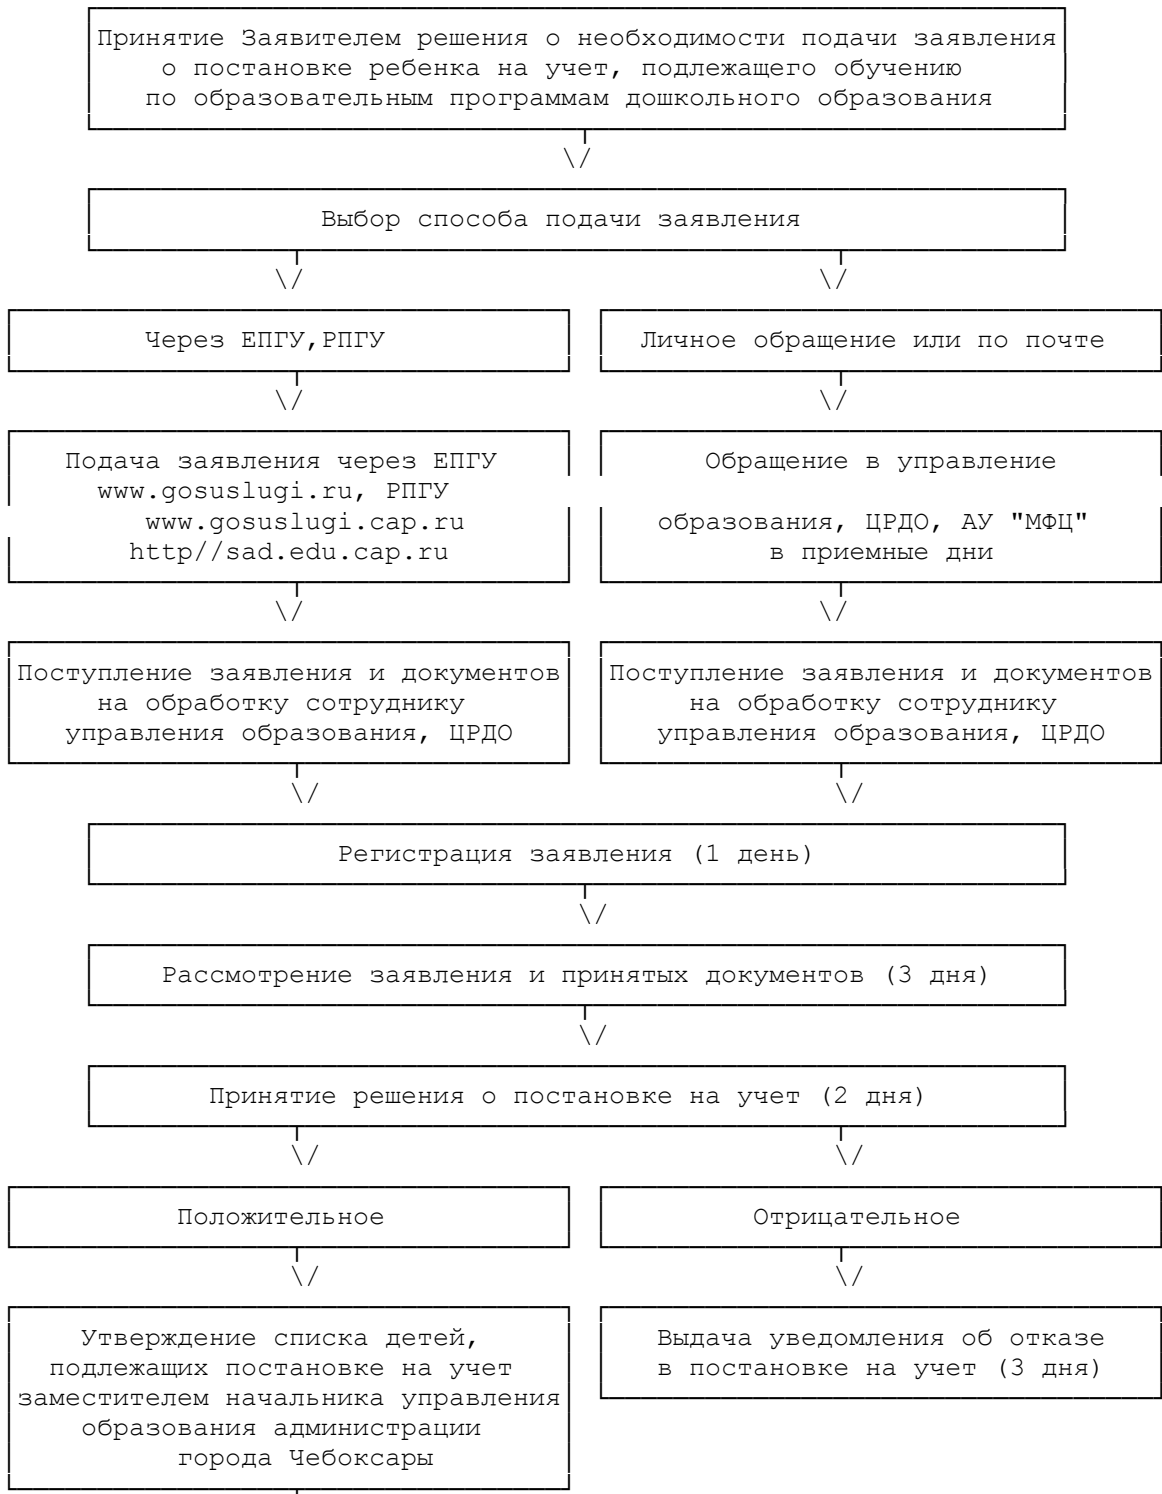 Принятие Заявителем решения о необходимости подачи заявления
о постановке ребенка на учет, подлежащего обучению
по образовательным программам дошкольного образования
\/
Выбор способа подачи заявления
\/ \/
Через ЕПГУ,РПГУ
Личное обращение или по почте
\/ \/
Подача заявления через ЕПГУ
www.gosuslugi.ru, РПГУ
www.gosuslugi.cap.ru
http//sad.edu.cap.ru
Обращение в управление
образования, ЦРДО, АУ "МФЦ"
в приемные дни
\/ \/
Поступление заявления и документов
на обработку сотруднику
управления образования, ЦРДО
Поступление заявления и документов
на обработку сотруднику
управления образования, ЦРДО
\/ \/
Регистрация заявления (1 день)
\/
Рассмотрение заявления и принятых документов (3 дня)
\/
Принятие решения о постановке на учет (2 дня)
\/ \/
Положительное
Отрицательное
\/ \/
Утверждение списка детей,
подлежащих постановке на учет
заместителем начальника управления
образования администрации
города Чебоксары
Выдача уведомления об отказе
в постановке на учет (3 дня)